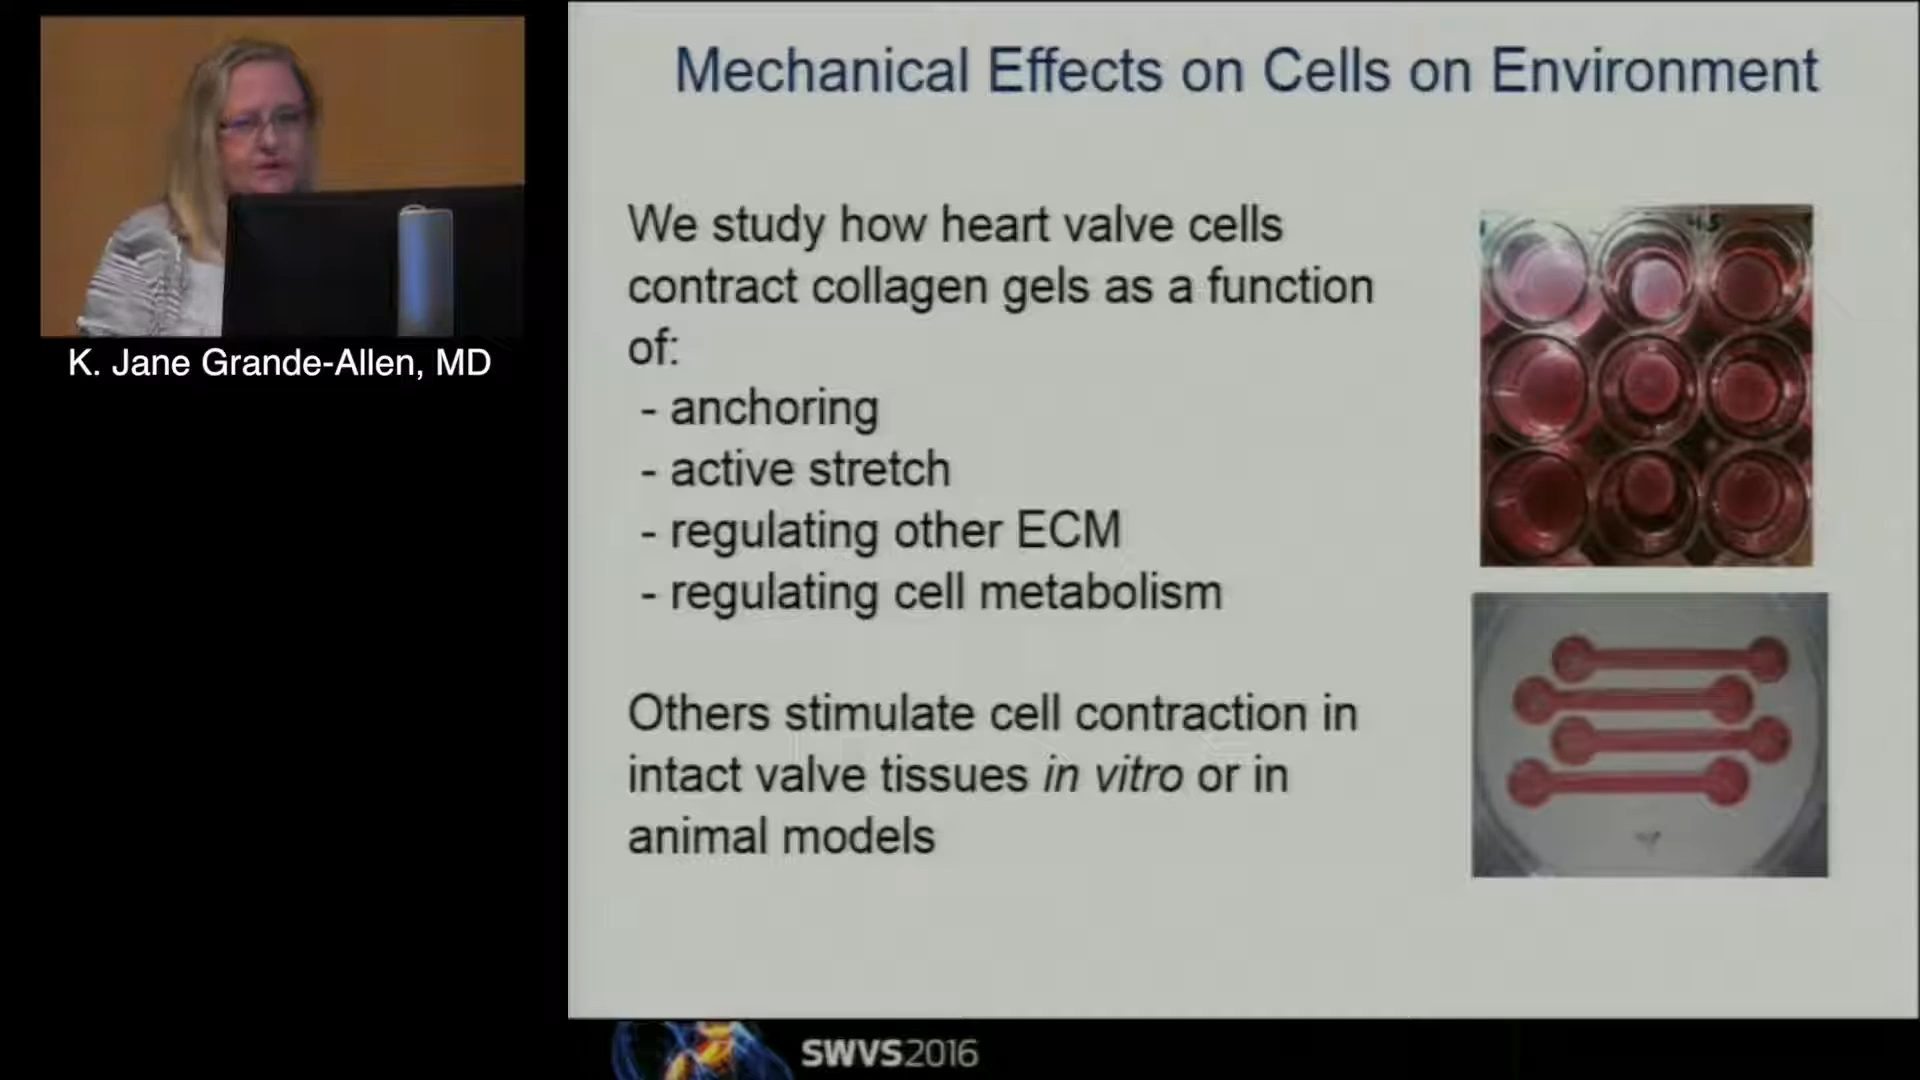 Mechanical Effects on Cells on Environment
We study how heart valve cells
contract collagen gels as a function
of:
- anchoring
- active stretch
- regulating other ECM
- regulating cell metabolism
Others stimulate cell contraction in
intact valve tissues in vitro or in
animal models
K. Jane Grande-Allen, MD
SWVS2016